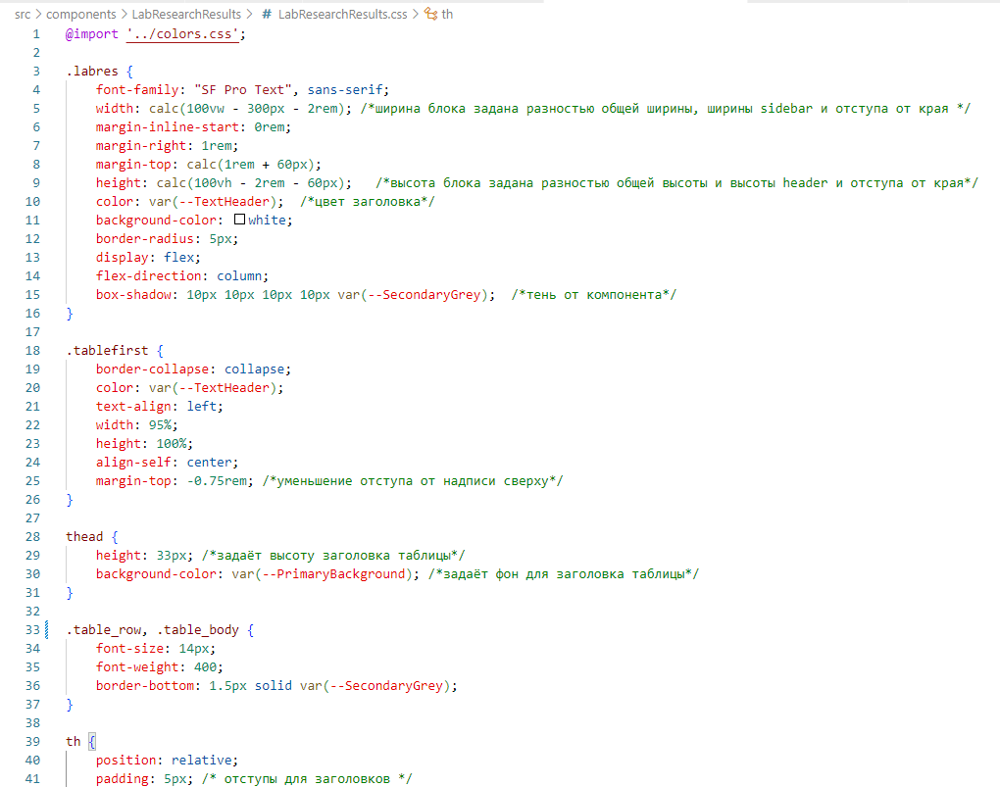 src > components > LabResearchResults > # LabResearchResults.css > th
1 @import '../colors.css';
2
3 .labres {
4 font-family: "SF Pro Text", sans-serif;
5 width: calc(100vw - 300px - 2rem); /*ширина блока задана разностью общей ширины, ширины sidebar и отступа от края */
6 margin-inline-start: 0rem;
7 margin-right: 1rem;
8 margin-top: calc(1rem + 60px);
9 height: calc(100vh - 2rem - 60px); /*высота блока задана разностью общей высоты и высоты header и отступа от края*/
10 color: var(--TextHeader); /*цвет заголовка*/
11 background-color: white;
12 border-radius: 5px;
13 display: flex;
14 flex-direction: column;
15 box-shadow: 10px 10px 10px 10px var(--SecondaryGrey); /*тень от компонента*/
16 }
17
18 .tablefirst {
19 border-collapse: collapse;
20 color: var(--TextHeader);
21 text-align: left;
22 width: 95%;
23 height: 100%;
24 align-self: center;
25 margin-top: -0.75rem; /*уменьшение отступа от надписи сверху*/
26 }
27
28 thead {
29 height: 33px; /*задаёт высоту заголовка таблицы*/
30 background-color: var(--PrimaryBackground); /*задаёт фон для заголовка таблицы*/
31 }
32
33 .table_row, .table_body {
34 font-size: 14px;
35 font-weight: 400;
36 border-bottom: 1.5px solid var(--SecondaryGrey);
37 }
38
39 th {
40 position: relative;
41 padding: 5px; /* отступы для заголовков */